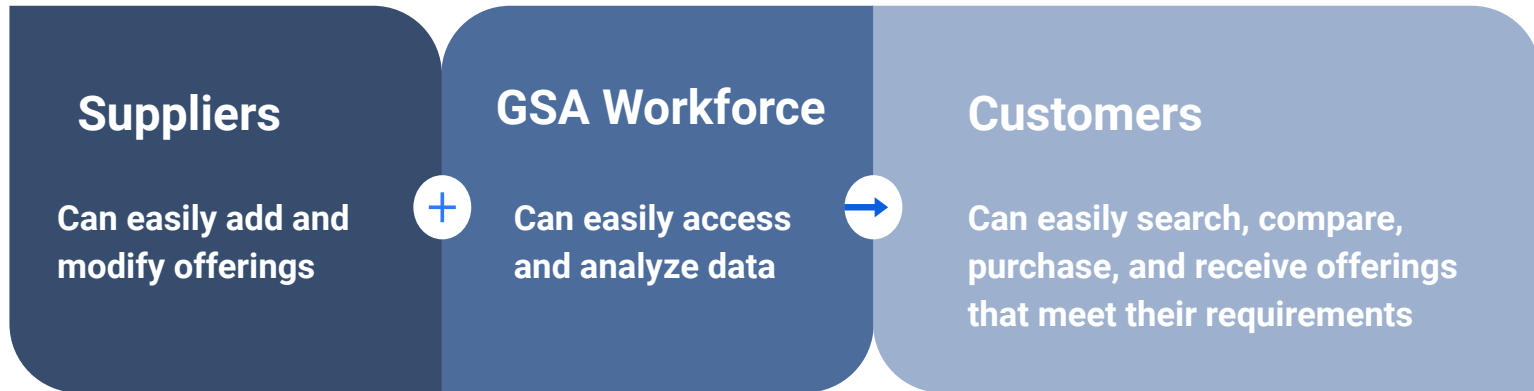 Suppliers
Can easily add and
modify offerings
GSA Workforce
Can easily access
and analyze data
Customers
Can easily search, compare,
purchase, and receive offerings
that meet their requirements